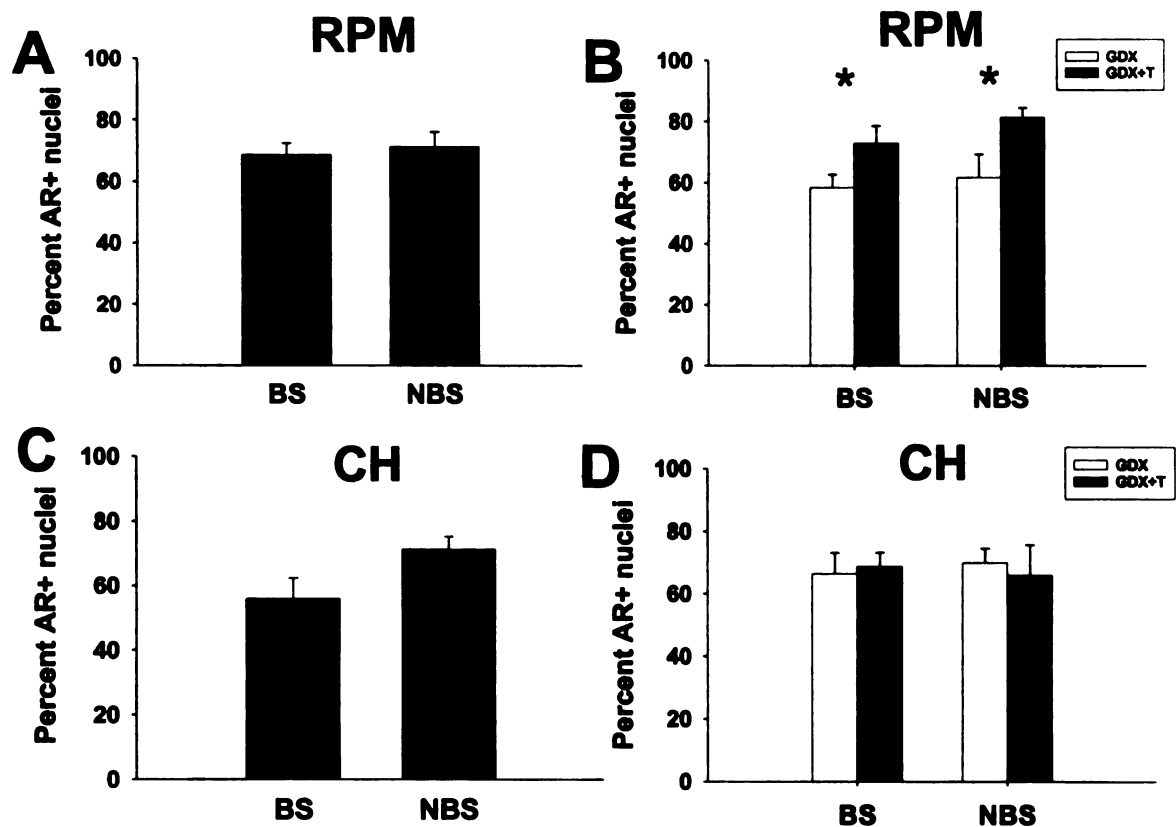 A
RPM
Percent AR+ nuclei
100
80
60
40
20
0
BS NBS
B
RPM
GDX
GDX+T
* *
Percent AR+ nuclei
100
80
60
40
20
0
BS NBS
C
CH
Percent AR+ nuclei
100
80
60
40
20
0
BS NBS
D
CH
GDX
GDX+T
Percent AR+ nuclei
100
80
60
40
20
0
BS NBS